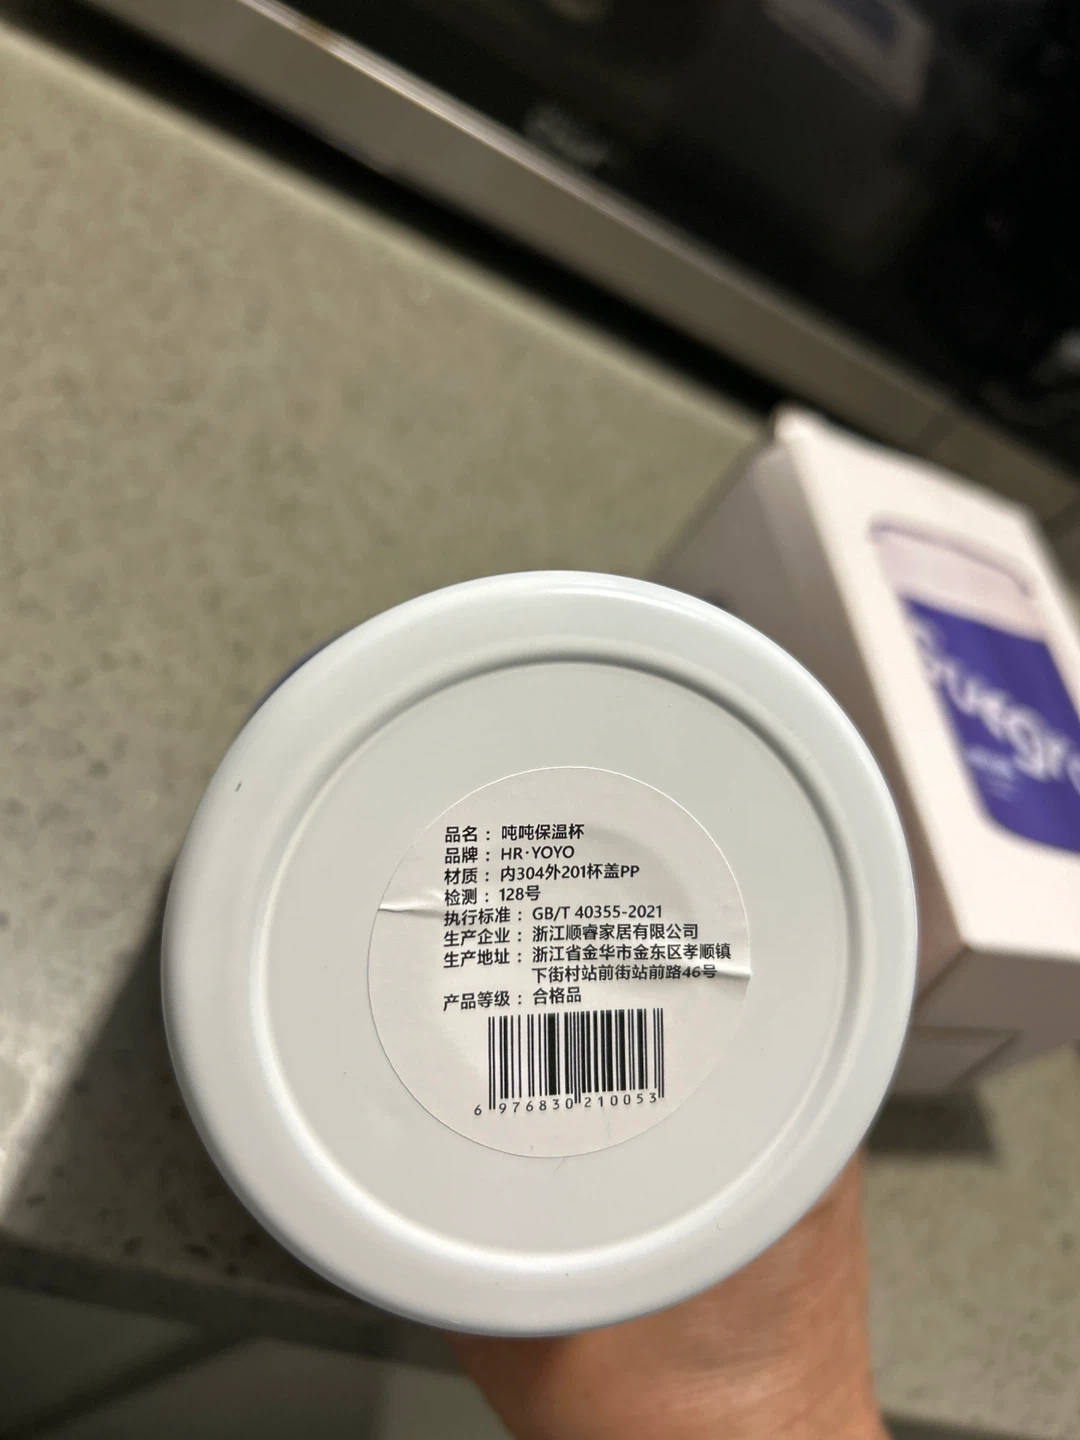 品名：吨吨保温杯
品牌：HR·YOYO
材质：内304外201杯盖PP
检测：128号
执行标准：GB/T 40355-2021
生产企业：浙江顺睿家居有限公司
生产地址：浙江省金华市金东区孝顺镇
下街村站前街站前路46号
产品等级：合格品
6 976830 210053